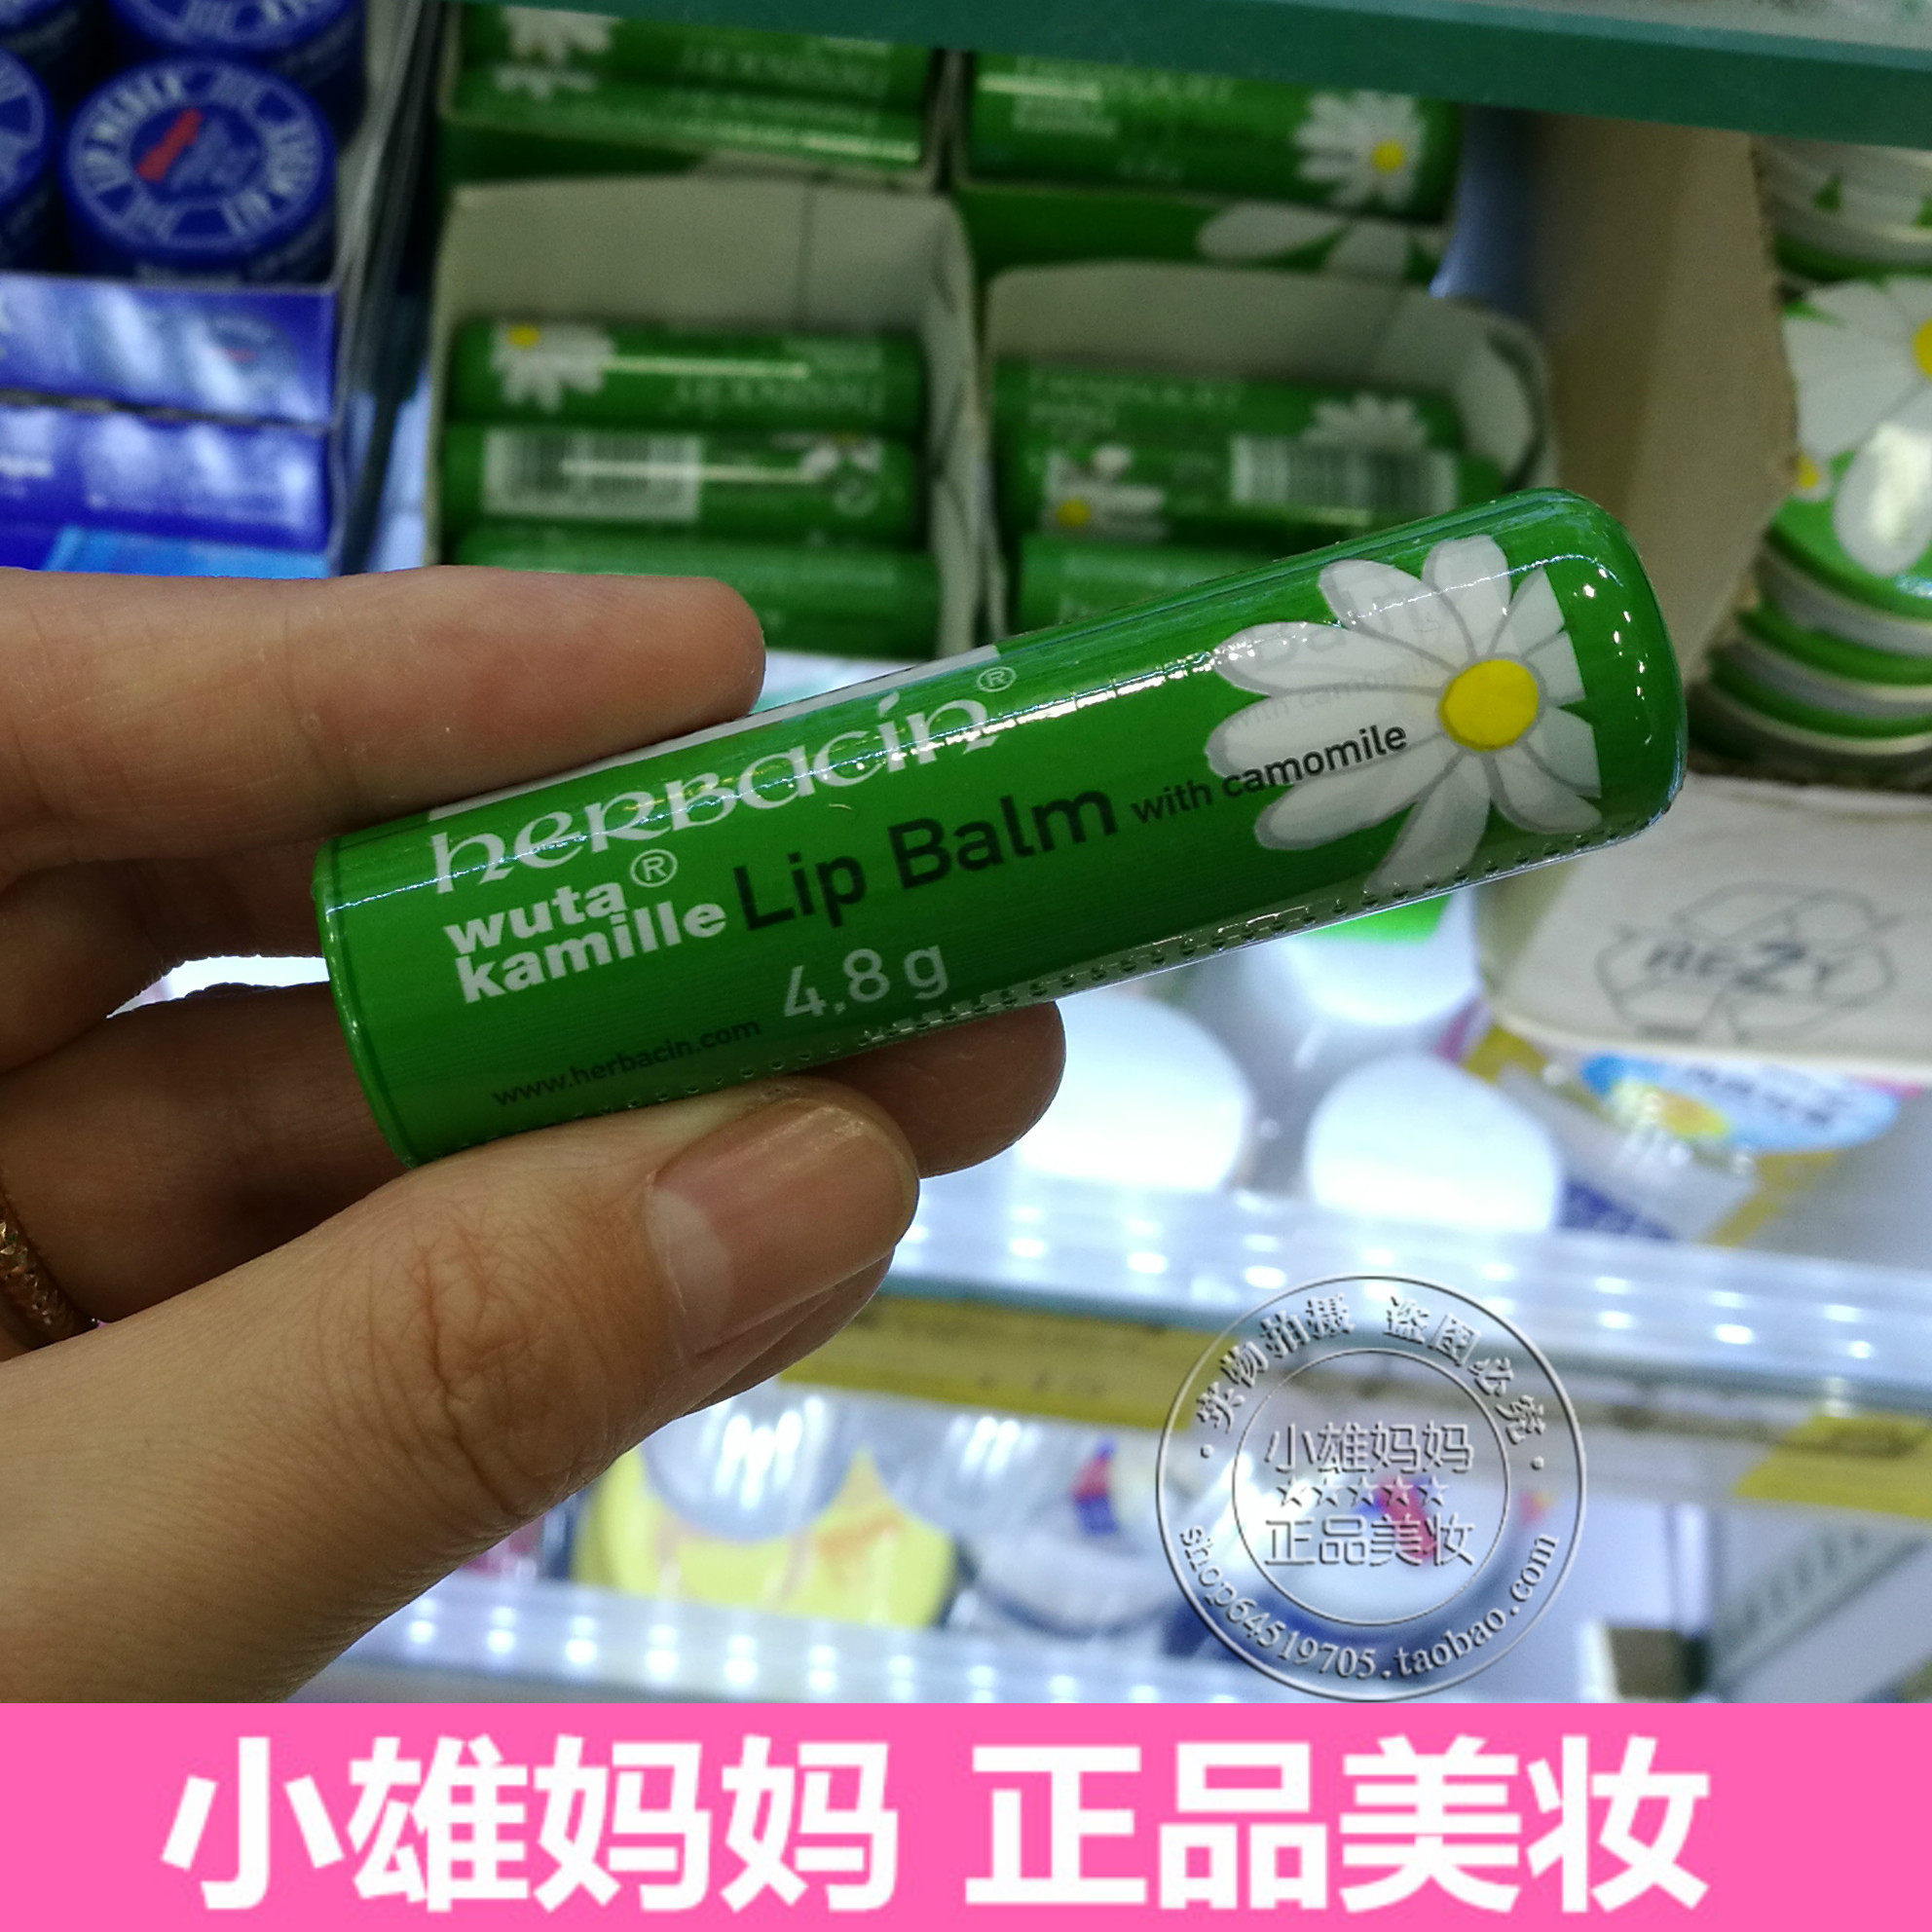 LIP
herbacin®
wuta®
kamille
Lip Balm with camomile
4.8 g
www.herbacin.com
RESY
·实物拍摄 盗图必究·
小雄妈妈
☆☆☆☆☆
正品美妆
shop64519705.taobao.com
小雄妈妈 正品美妆